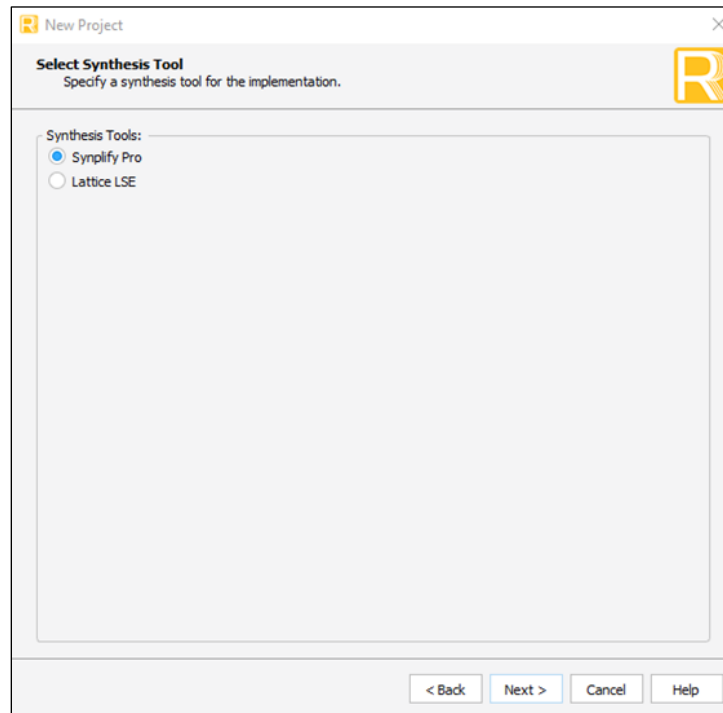 New Project
Select Synthesis Tool
Specify a synthesis tool for the implementation.
Synthesis Tools:
Synplify Pro
Lattice LSE
< Back Next > Cancel Help